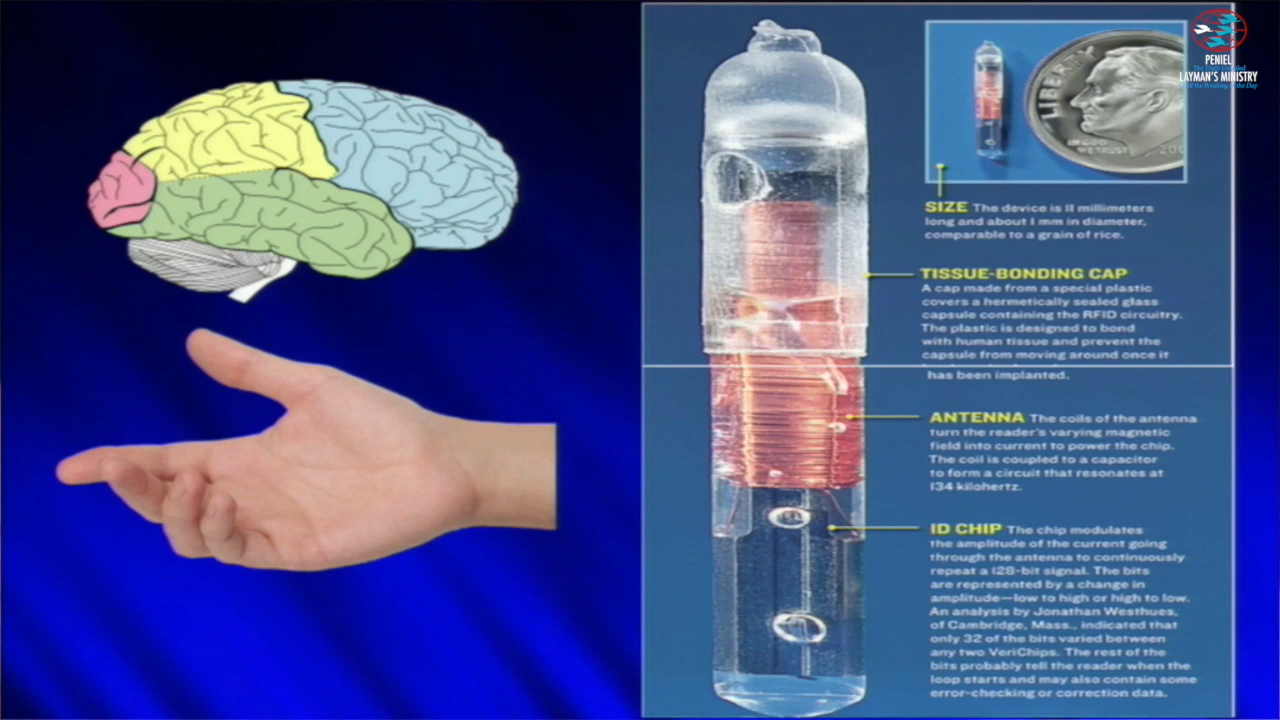 PENIEL
The Truth Unveiled
LAYMAN'S MINISTRY
at the Breaking of the Day
LIBERTY
IN GOD
WE TRUST
SIZE The device is 11 millimeters
long and about 1 mm in diameter,
comparable to a grain of rice.
TISSUE-BONDING CAP
A cap made from a special plastic
covers a hermetically sealed glass
capsule containing the RFID circuitry.
The plastic is designed to bond
with human tissue and prevent the
capsule from moving around once it
has been implanted.
ANTENNA The coils of the antenna
turn the reader's varying magnetic
field into current to power the chip.
The coil is coupled to a capacitor
to form a circuit that resonates at
134 kilohertz.
ID CHIP The chip modulates
the amplitude of the current going
through the antenna to continuously
repeat a 128-bit signal. The bits
are represented by a change in
amplitude—low to high or high to low.
An analysis by Jonathan Westhues,
of Cambridge, Mass., indicated that
only 32 of the bits varied between
any two VeriChips. The rest of the
bits probably tell the reader when the
loop starts and may also contain some
error-checking or correction data.